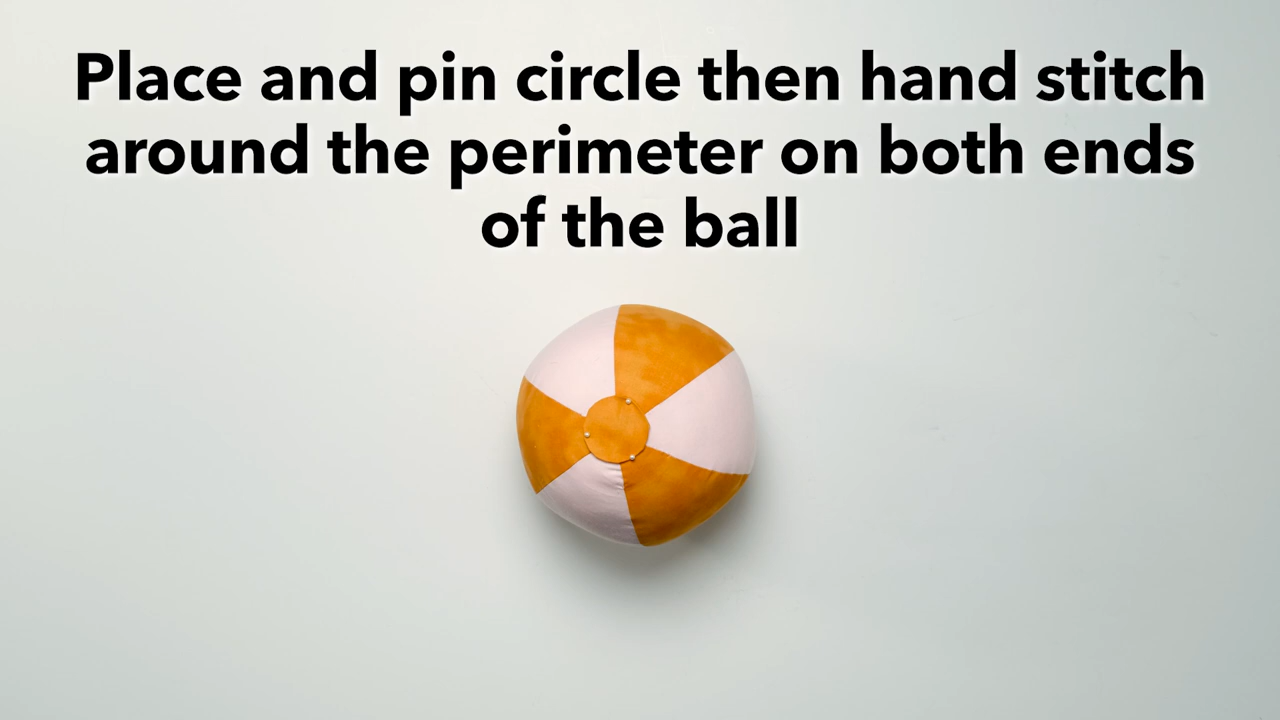 Place and pin circle then hand stitch
around the perimeter on both ends
of the ball